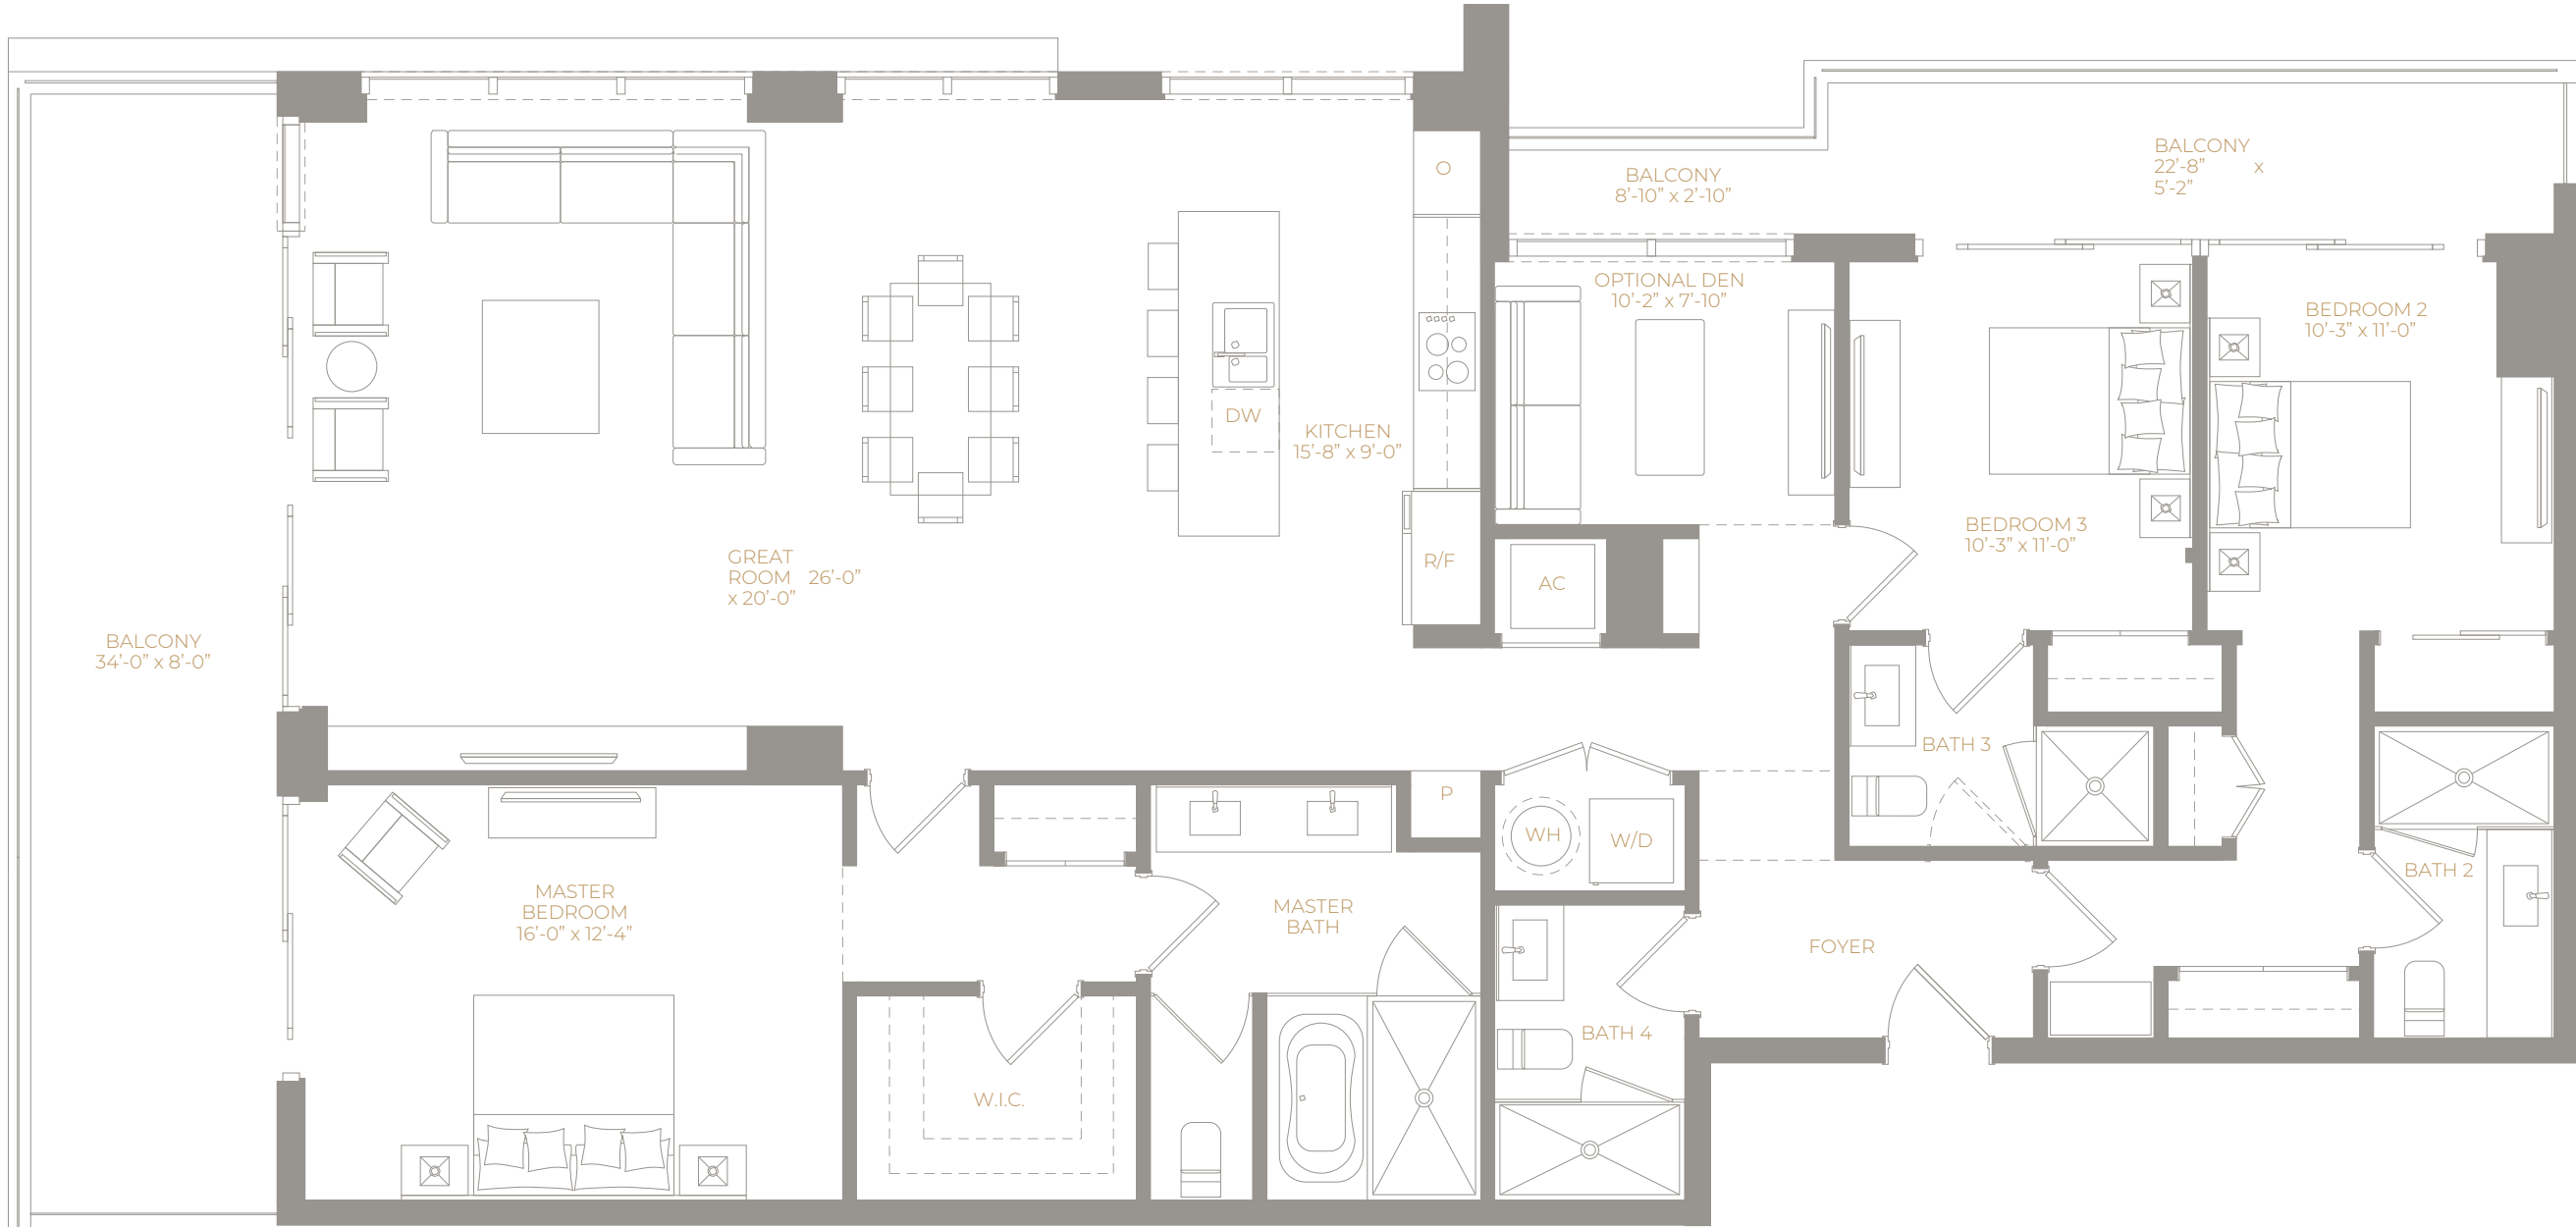 BALCONY
34’-0” x 8’-0”
GREAT
ROOM 26’-0”
x 20’-0”
DW
KITCHEN
15’-8” x 9’-0”
O
R/F
BALCONY
8’-10” x 2’-10”
BALCONY
22’-8” x
5’-2”
OPTIONAL DEN
10’-2” x 7’-10”
AC
BEDROOM 3
10’-3” x 11’-0”
BEDROOM 2
10’-3” x 11’-0”
BATH 3
BATH 2
P
WH
W/D
MASTER
BEDROOM
16’-0” x 12’-4”
MASTER
BATH
W.I.C.
BATH 4
FOYER